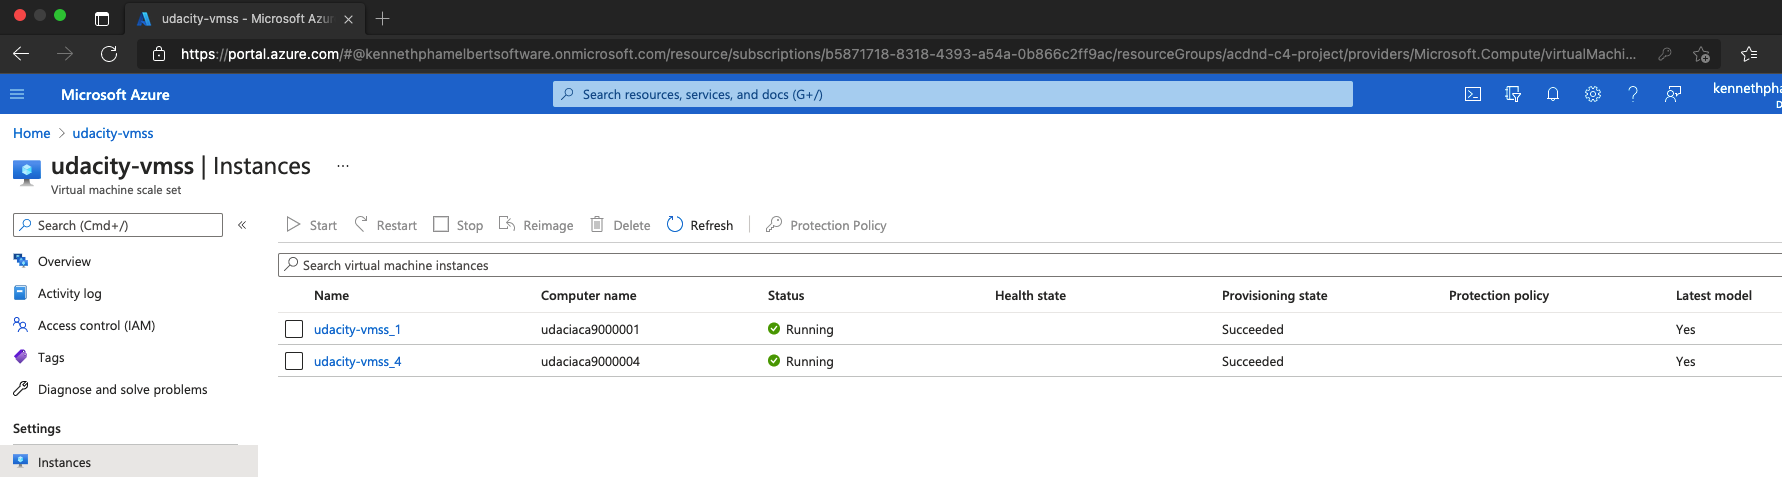 udacity-vmss - Microsoft Azur
https://portal.azure.com/#@kennethphamelbertsoftware.onmicrosoft.com/resource/subscriptions/b5871718-8318-4393-a54a-0b866c2ff9ac/resourceGroups/acdnd-c4-project/providers/Microsoft.Compute/virtualMachi...
Microsoft Azure
Search resources, services, and docs (G+/)
kennethpha
D
Home > udacity-vmss
udacity-vmss | Instances ...
Virtual machine scale set
Search (Cmd+/) «
Start Restart Stop Reimage Delete Refresh Protection Policy
Overview
Activity log
Access control (IAM)
Tags
Diagnose and solve problems
Settings
Instances
Search virtual machine instances
Name Computer name Status Health state Provisioning state Protection policy Latest model
udacity-vmss_1 udaciaca9000001 Running Succeeded Yes
udacity-vmss_4 udaciaca9000004 Running Succeeded Yes